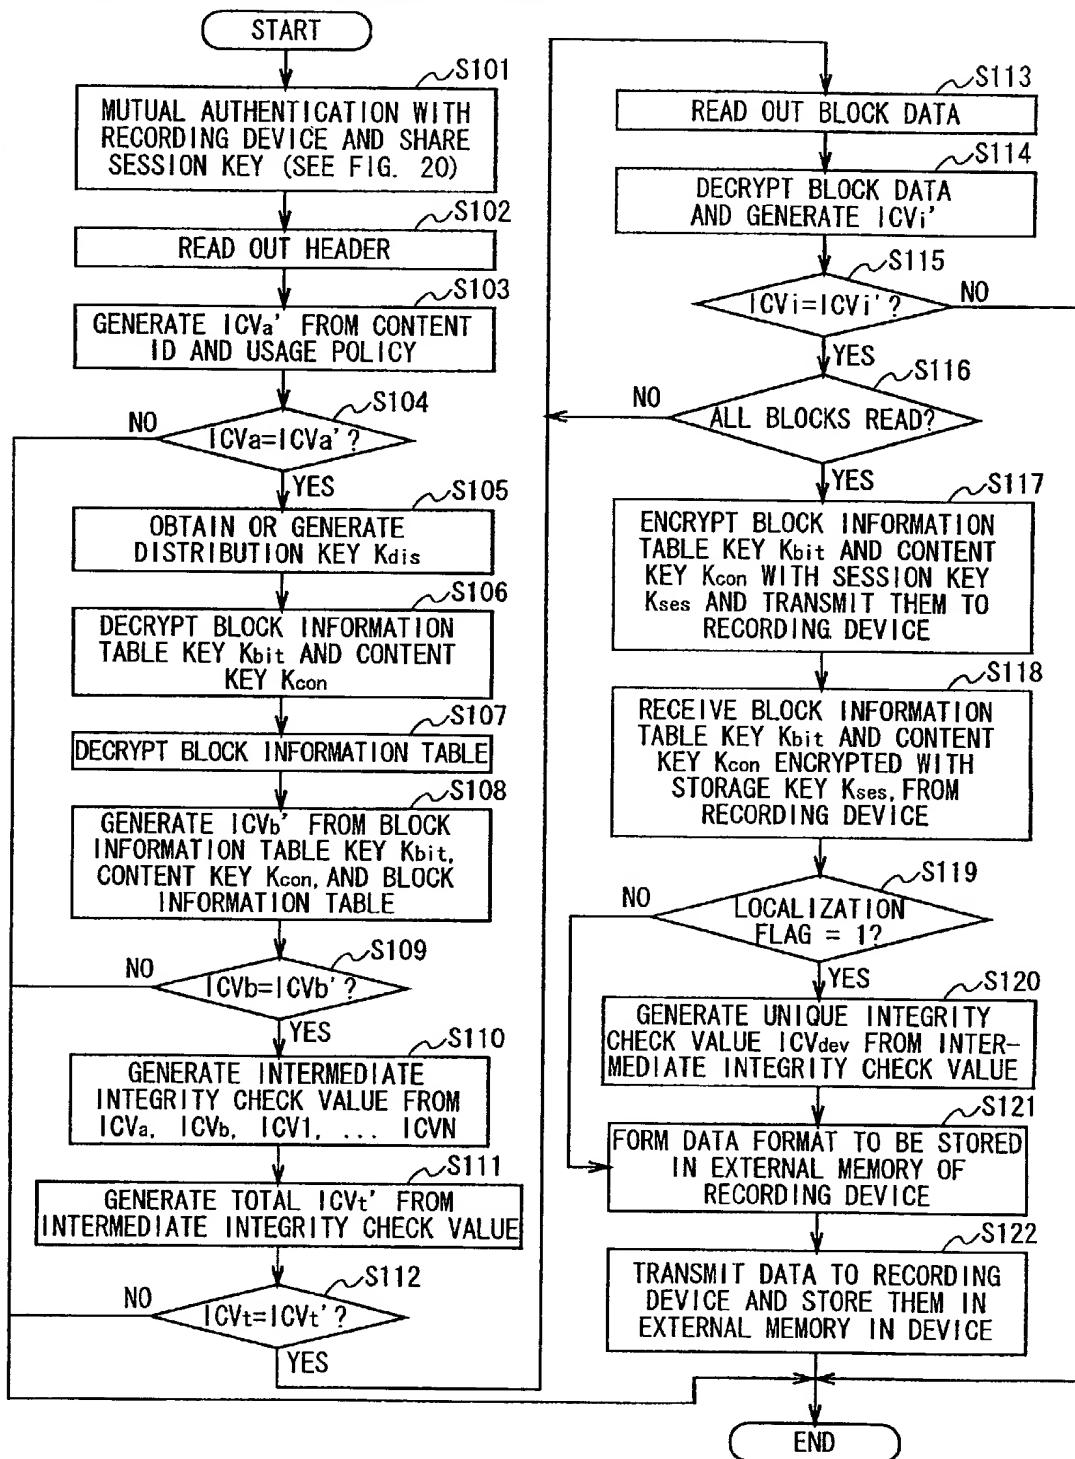 START
S101
MUTUAL AUTHENTICATION WITH
RECORDING DEVICE AND SHARE
SESSION KEY (SEE FIG. 20)
S102
READ OUT HEADER
S103
GENERATE ICVa' FROM CONTENT
ID AND USAGE POLICY
S104
NO
ICVa=ICVa'?
YES
S105
OBTAIN OR GENERATE
DISTRIBUTION KEY Kdis
S106
DECRYPT BLOCK INFORMATION
TABLE KEY Kbit AND CONTENT
KEY Kcon
S107
DECRYPT BLOCK INFORMATION TABLE
S108
GENERATE ICVb' FROM BLOCK
INFORMATION TABLE KEY Kbit,
CONTENT KEY Kcon, AND BLOCK
INFORMATION TABLE
S109
NO
ICVb=ICVb'?
YES
S110
GENERATE INTERMEDIATE
INTEGRITY CHECK VALUE FROM
ICVa, ICVb, ICV1, ... ICVN
S111
GENERATE TOTAL ICVt' FROM
INTERMEDIATE INTEGRITY CHECK VALUE
S112
NO
ICVt=ICVt'?
YES
S113
READ OUT BLOCK DATA
S114
DECRYPT BLOCK DATA
AND GENERATE ICVi'
S115
ICVi=ICVi'?
NO
YES
S116
NO
ALL BLOCKS READ?
YES
S117
ENCRYPT BLOCK INFORMATION
TABLE KEY Kbit AND CONTENT
KEY Kcon WITH SESSION KEY
Kses AND TRANSMIT THEM TO
RECORDING DEVICE
S118
RECEIVE BLOCK INFORMATION
TABLE KEY Kbit AND CONTENT
KEY Kcon ENCRYPTED WITH
STORAGE KEY Kses, FROM
RECORDING DEVICE
S119
NO
LOCALIZATION
FLAG = 1?
YES
S120
GENERATE UNIQUE INTEGRITY
CHECK VALUE ICVdev FROM INTER-
MEDIATE INTEGRITY CHECK VALUE
S121
FORM DATA FORMAT TO BE STORED
IN EXTERNAL MEMORY OF
RECORDING DEVICE
S122
TRANSMIT DATA TO RECORDING
DEVICE AND STORE THEM IN
EXTERNAL MEMORY IN DEVICE
END